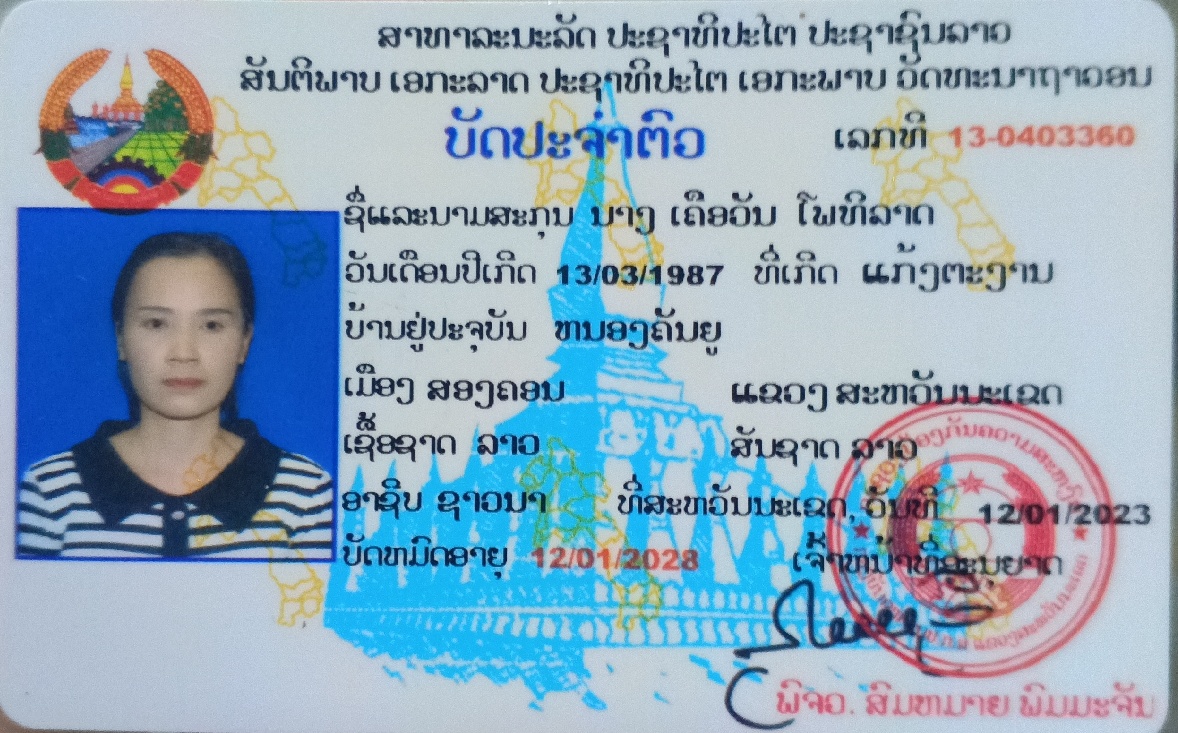 ສາທາລະນະລັດ ປະຊາທິປະໄຕ ປະຊາຊົນລາວ
ສັນຕິພາບ ເອກະລາດ ປະຊາທິປະໄຕ ເອກະພາບ ວັດທະນາຖາວອນ
ບັດປະຈຳຕົວ ເລກທີ 13-0403360
ຊື່ແລະນາມສະກຸນ ນາງ ເຄືອວັນ ໂພທິລາດ
ວັນເດືອນປີເກີດ 13/03/1987 ທີ່ເກີດ ແກ້ງຕະງານ
ບ້ານຢູ່ປະຈຸບັນ ຫນອງຄັນຍູ
ເມືອງ ສອງຄອນ ແຂວງ ສະຫວັນນະເຂດ
ເຊື້ອຊາດ ລາວ ສັນຊາດ ລາວ
ອາຊີບ ຊາວນາ ທີ່ສະຫວັນນະເຂດ, ວັນທີ 12/01/2023
ບັດຫມົດອາຍຸ 12/01/2028 ເຈົ້າຫນ້າທີ່ອະນຸຍາດ
ພົຈວ. ສົມຫມາຍ ພິມມະຈັນ